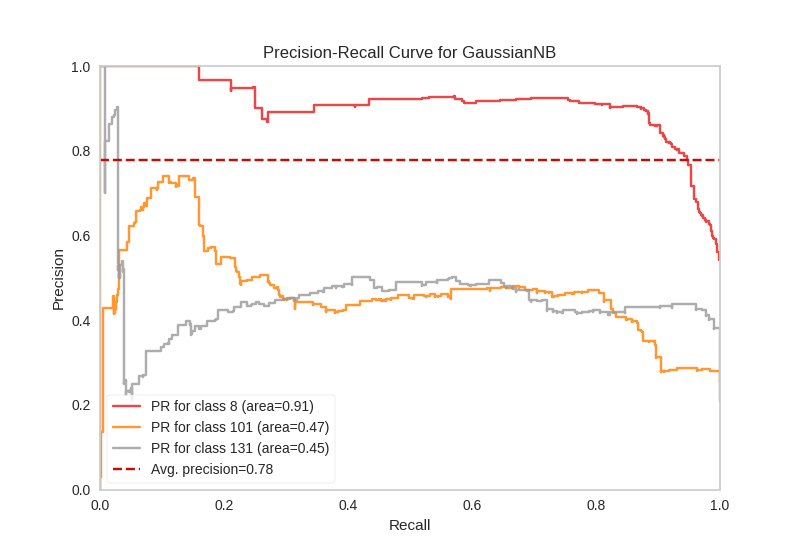 Precision-Recall Curve for GaussianNB
Precision
1.0
0.8
0.6
0.4
0.2
0.0
PR for class 8 (area=0.91)
PR for class 101 (area=0.47)
PR for class 131 (area=0.45)
Avg. precision=0.78
0.0 0.2 0.4 0.6 0.8 1.0
Recall